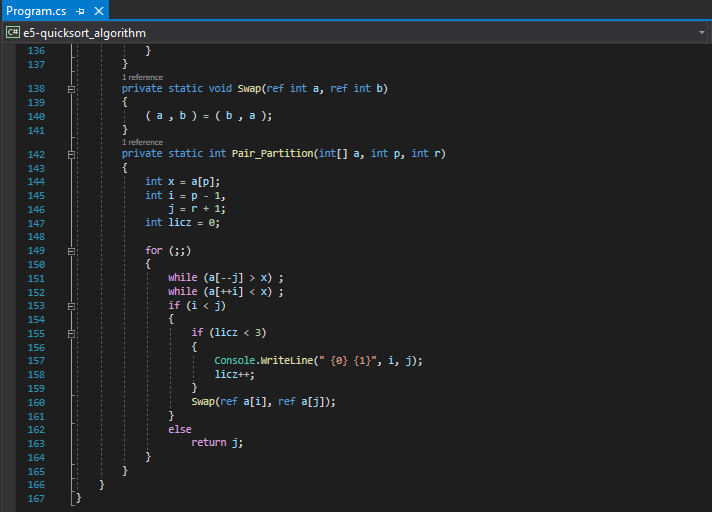 Program.cs
C# e5-quicksort_algorithm
136 }
137 }
1 reference
138 private static void Swap(ref int a, ref int b)
139 {
140 ( a , b ) = ( b , a );
141 }
1 reference
142 private static int Pair_Partition(int[] a, int p, int r)
143 {
144 int x = a[p];
145 int i = p - 1,
146 j = r + 1;
147 int licz = 0;
148
149 for (;;)
150 {
151 while (a[--j] > x) ;
152 while (a[++i] < x) ;
153 if (i < j)
154 {
155 if (licz < 3)
156 {
157 Console.WriteLine(" {0} {1}", i, j);
158 licz++;
159 }
160 Swap(ref a[i], ref a[j]);
161 }
162 else
163 return j;
164 }
165 }
166 }
167 }